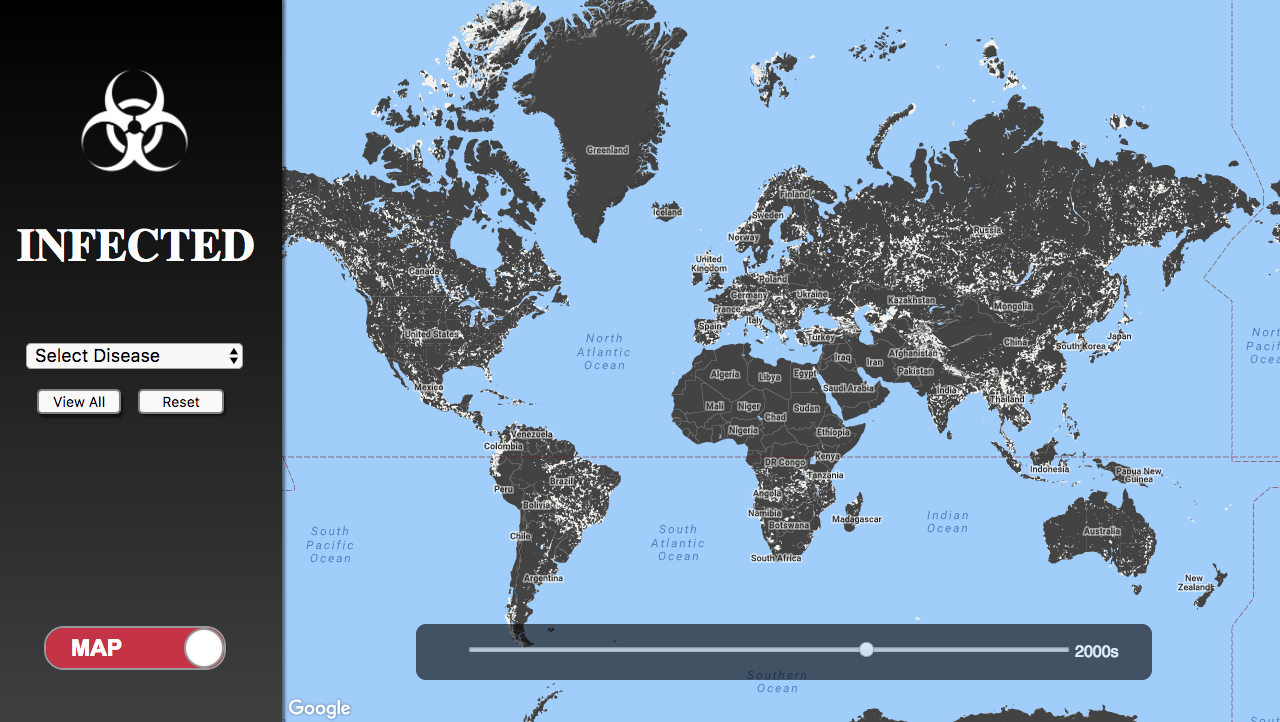 INFECTED
Select Disease
View All
Reset
MAP
Greenland
Iceland
Finland
Sweden
Norway
Russia
United
Kingdom
Canada
Poland
Germany
Ukraine
Kazakhstan
Mongolia
France
Italy
Spain
Turkey
United States
North
Atlantic
Ocean
Japan
South Korea
China
Afghanistan
Iraq
Iran
Pakistan
Nort
Pacif
Ocea
Algeria
Libya
Egypt
Saudi Arabia
India
Mexico
Thailand
Mali
Niger
Chad
Sudan
Nigeria
Ethiopia
Venezuela
Colombia
DR Congo
Kenya
Tanzania
Indonesia
Papua New
Guinea
Peru
Brazil
Angola
Bolivia
Namibia
Botswana
Madagascar
Indian
Ocean
South
Pacific
Ocean
South
Atlantic
Ocean
Chile
Australia
South Africa
Argentina
New
Zealand
2000s
Southern
Ocean
Google
Sout